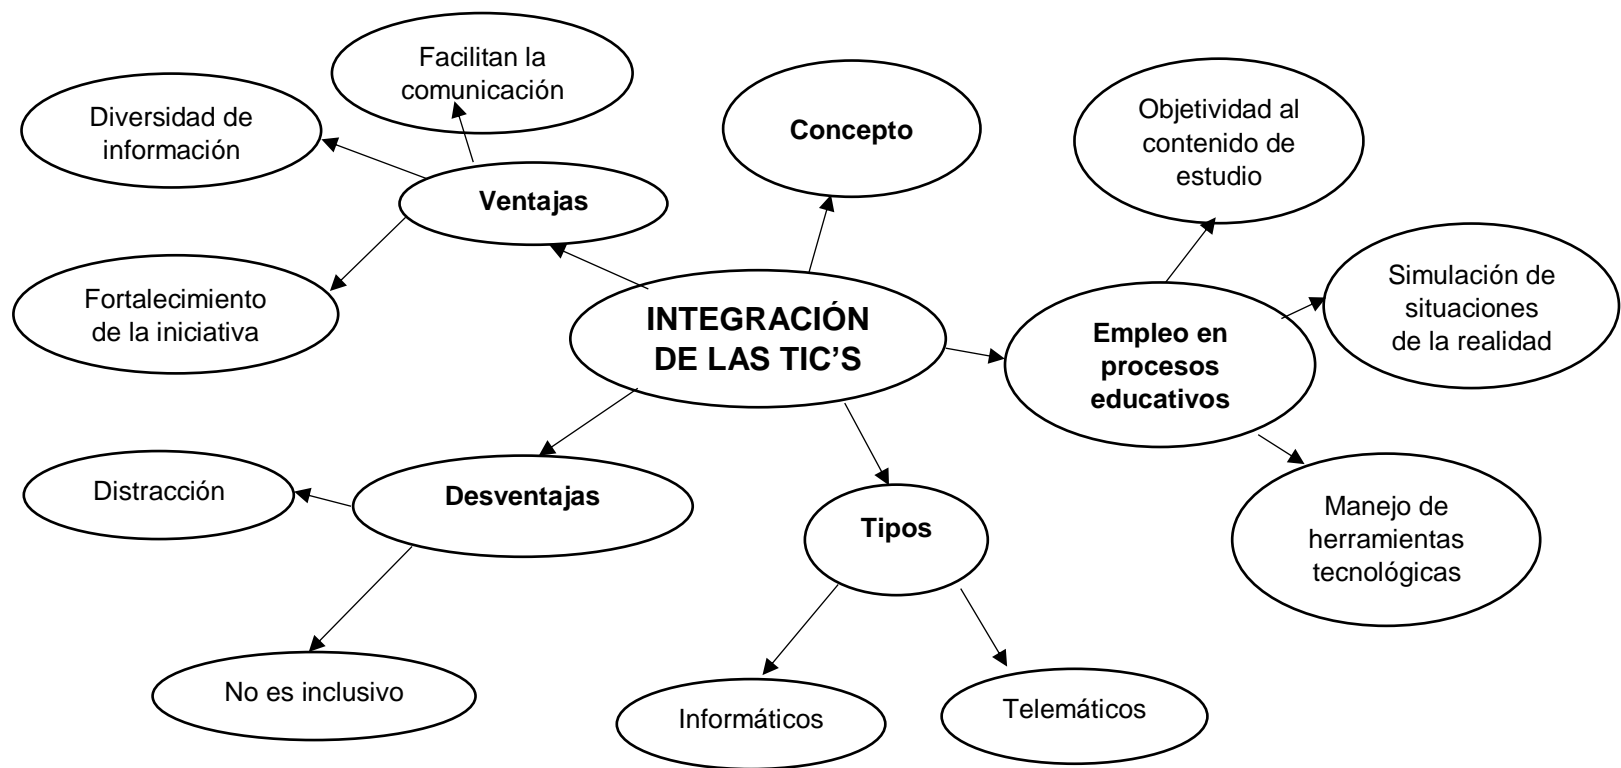 Facilitan la
comunicación
Diversidad de
información
Ventajas
Fortalecimiento
de la iniciativa
Concepto
Objetividad al
contenido de
estudio
Simulación de
situaciones
de la realidad
INTEGRACIÓN
DE LAS TIC’S
Empleo en
procesos
educativos
Manejo de
herramientas
tecnológicas
Distracción
Desventajas
No es inclusivo
Tipos
Informáticos
Telemáticos